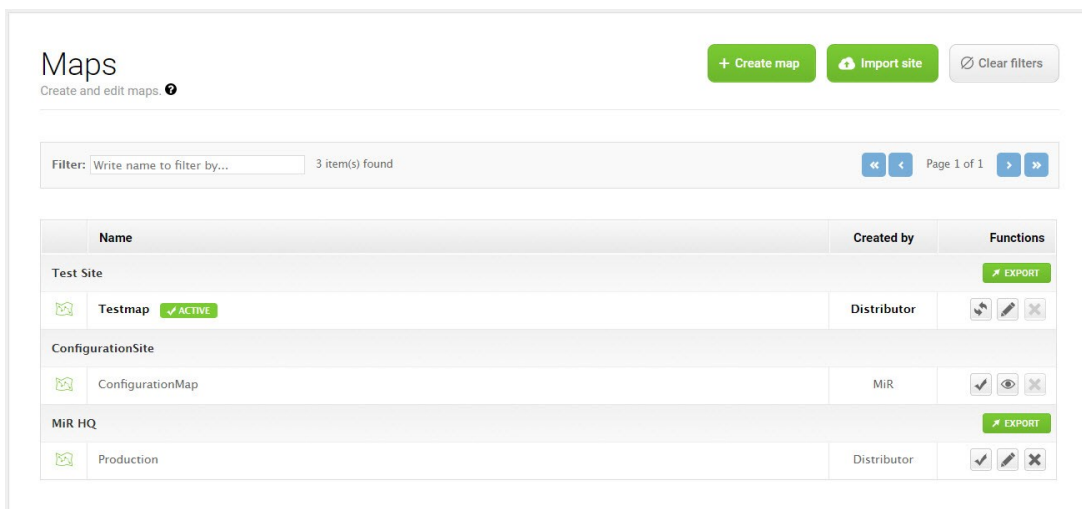 Maps
Create and edit maps.
+ Create map
Import site
Clear filters
Filter: Write name to filter by... 3 item(s) found
Page 1 of 1
Name Created by Functions
Test Site EXPORT
Testmap ACTIVE Distributor
ConfigurationSite
ConfigurationMap MiR
MiR HQ EXPORT
Production Distributor